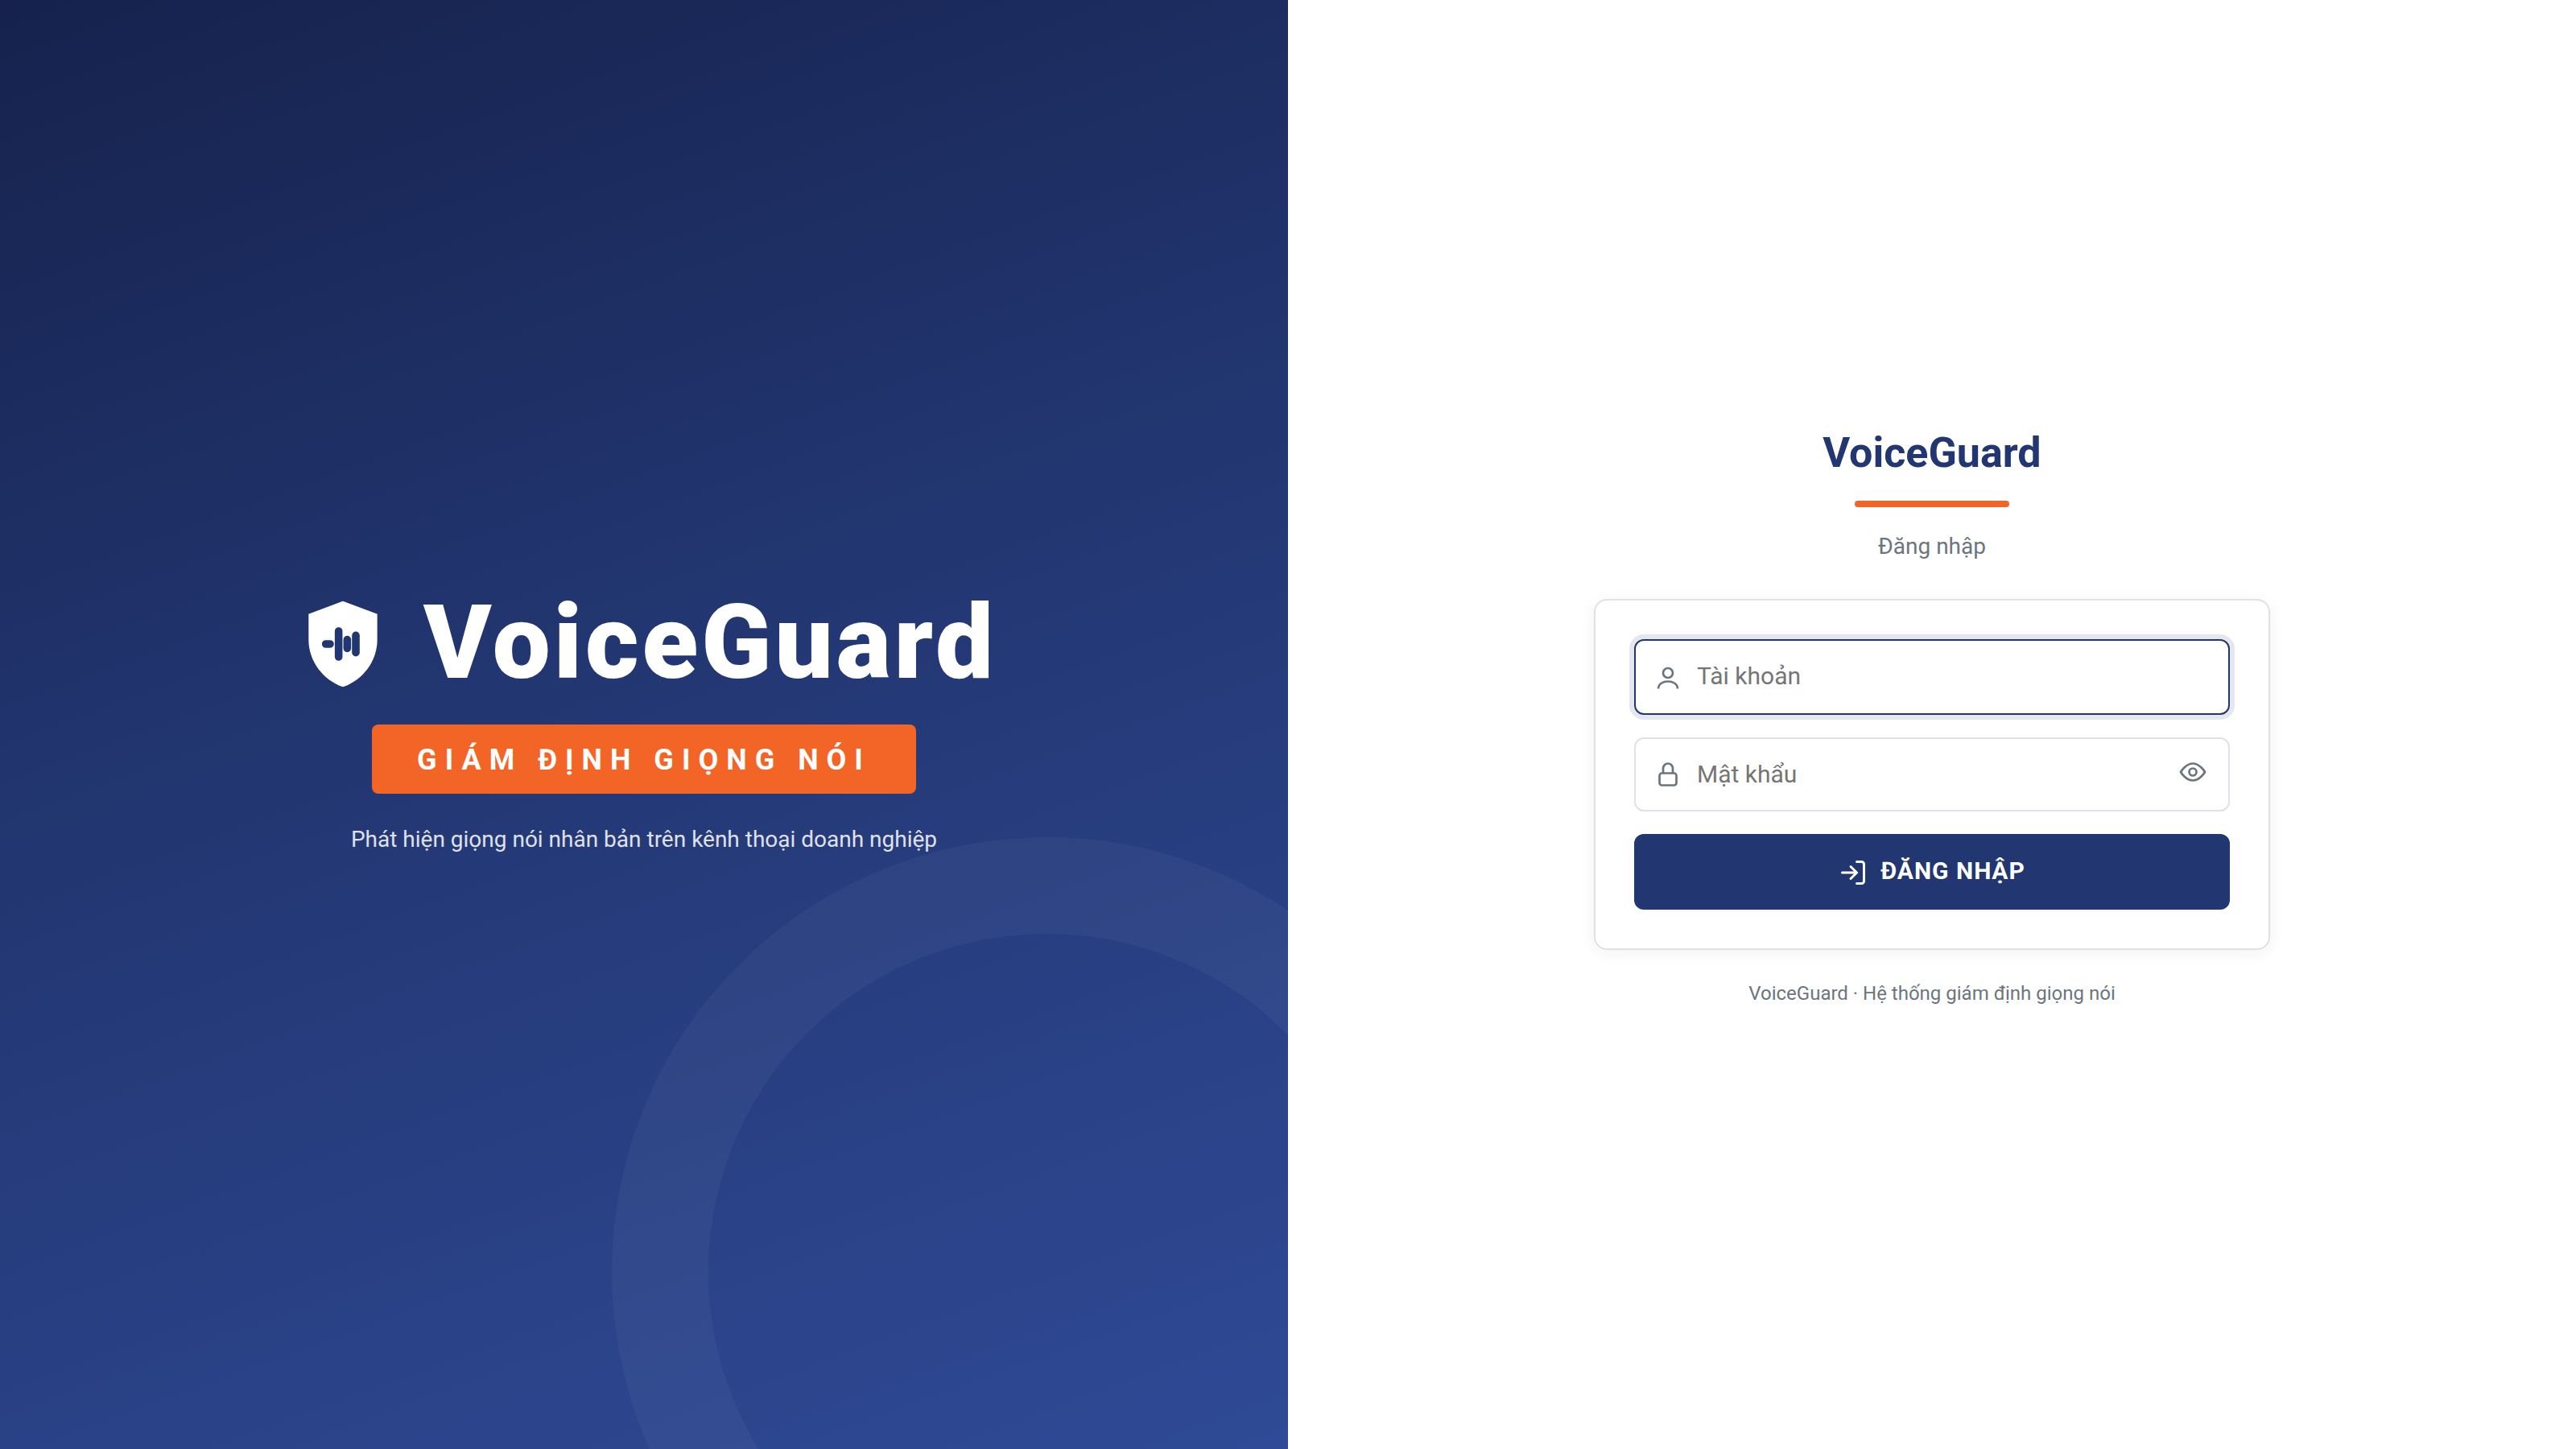 VoiceGuard
GIÁM ĐỊNH GIỌNG NÓI
Phát hiện giọng nói nhân bản trên kênh thoại doanh nghiệp
VoiceGuard
Đăng nhập
Tài khoản
Mật khẩu
ĐĂNG NHẬP
VoiceGuard · Hệ thống giám định giọng nói